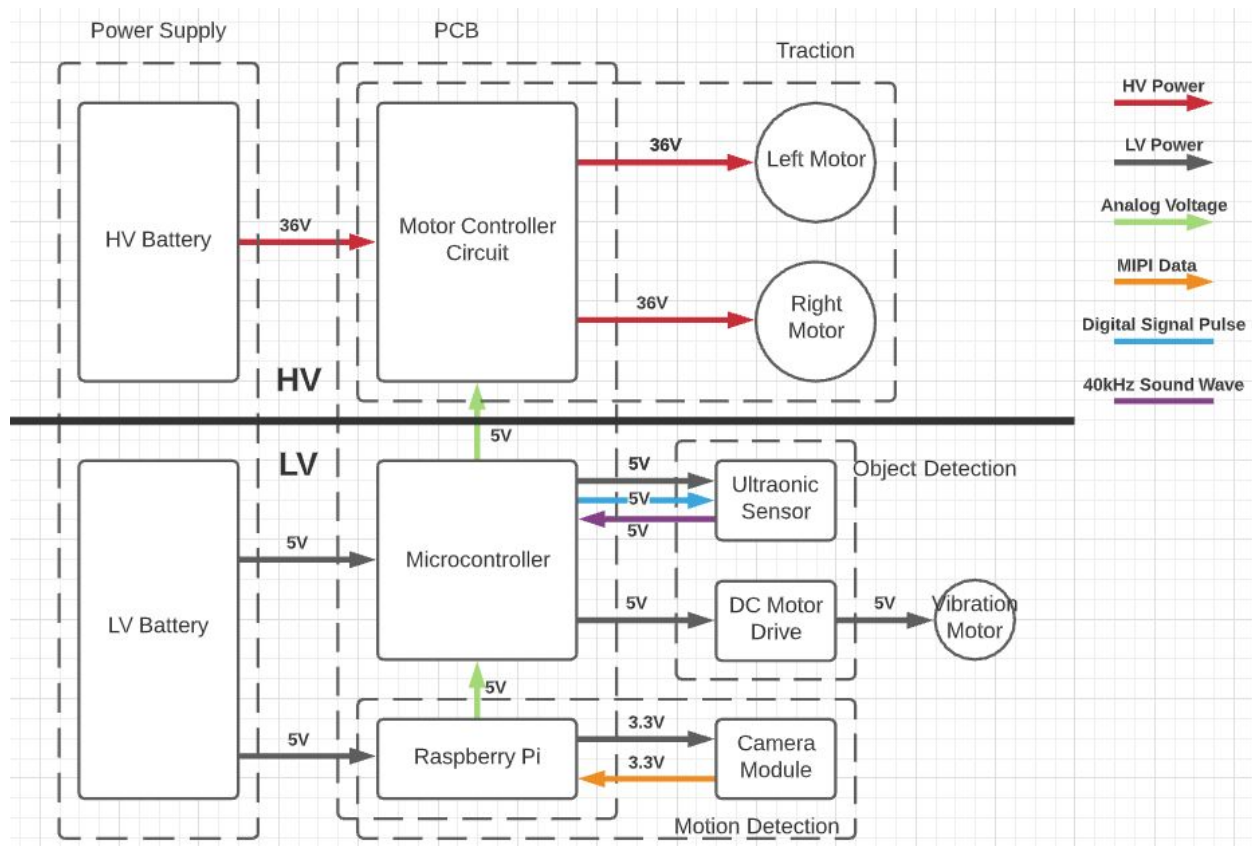 Power Supply
PCB
Traction
HV Power
LV Power
Analog Voltage
MIPI Data
Digital Signal Pulse
40kHz Sound Wave
HV Battery
36V
Motor Controller
Circuit
36V
Left Motor
36V
Right
Motor
HV
5V
LV
LV Battery
5V
5V
Microcontroller
5V
5V
5V
Ultraonic
Sensor
Object Detection
5V
DC Motor
Drive
5V
Vibration
Motor
5V
Raspberry Pi
3.3V
3.3V
Camera
Module
Motion Detection